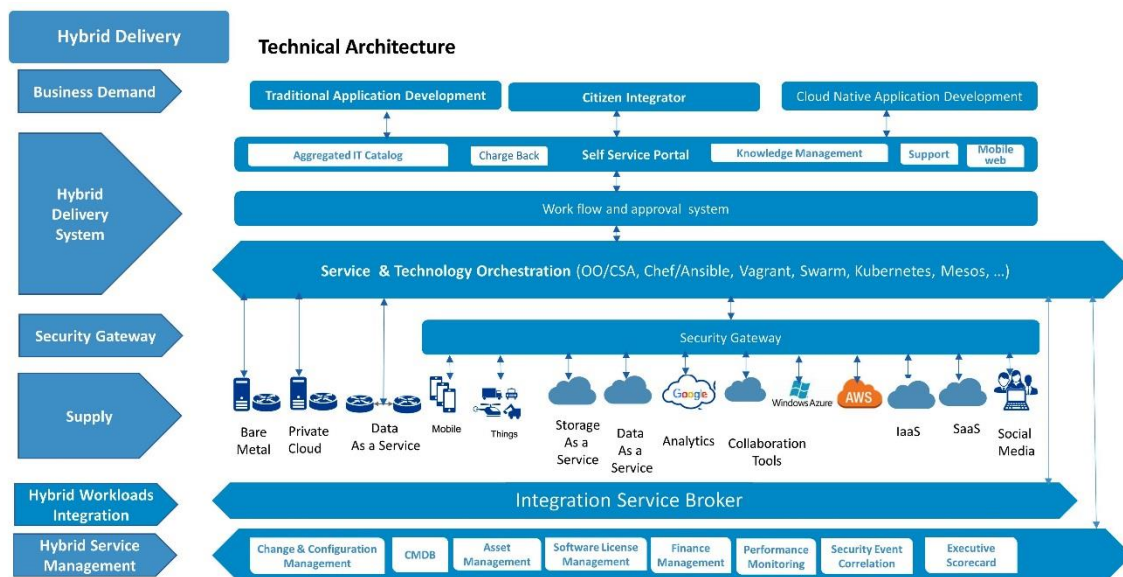 Hybrid Delivery
Technical Architecture
Business Demand
Traditional Application Development
Citizen Integrator
Cloud Native Application Development
Hybrid
Delivery
System
Aggregated IT Catalog
Charge Back
Self Service Portal
Knowledge Management
Support
Mobile
web
Work flow and approval system
Service & Technology Orchestration (OO/CSA, Chef/Ansible, Vagrant, Swarm, Kubernetes, Mesos, ...)
Security Gateway
Security Gateway
Supply
Bare
Metal
Private
Cloud
Data
As a Service
Mobile
Things
Storage
As a
Service
Data
As a
Service
Google
Analytics
Collaboration
Tools
Windows Azure
AWS
IaaS
SaaS
Social
Media
Hybrid Workloads
Integration
Integration Service Broker
Hybrid Service
Management
Change & Configuration
Management
CMDB
Asset
Management
Software License
Management
Finance
Management
Performance
Monitoring
Security Event
Correlation
Executive
Scorecard